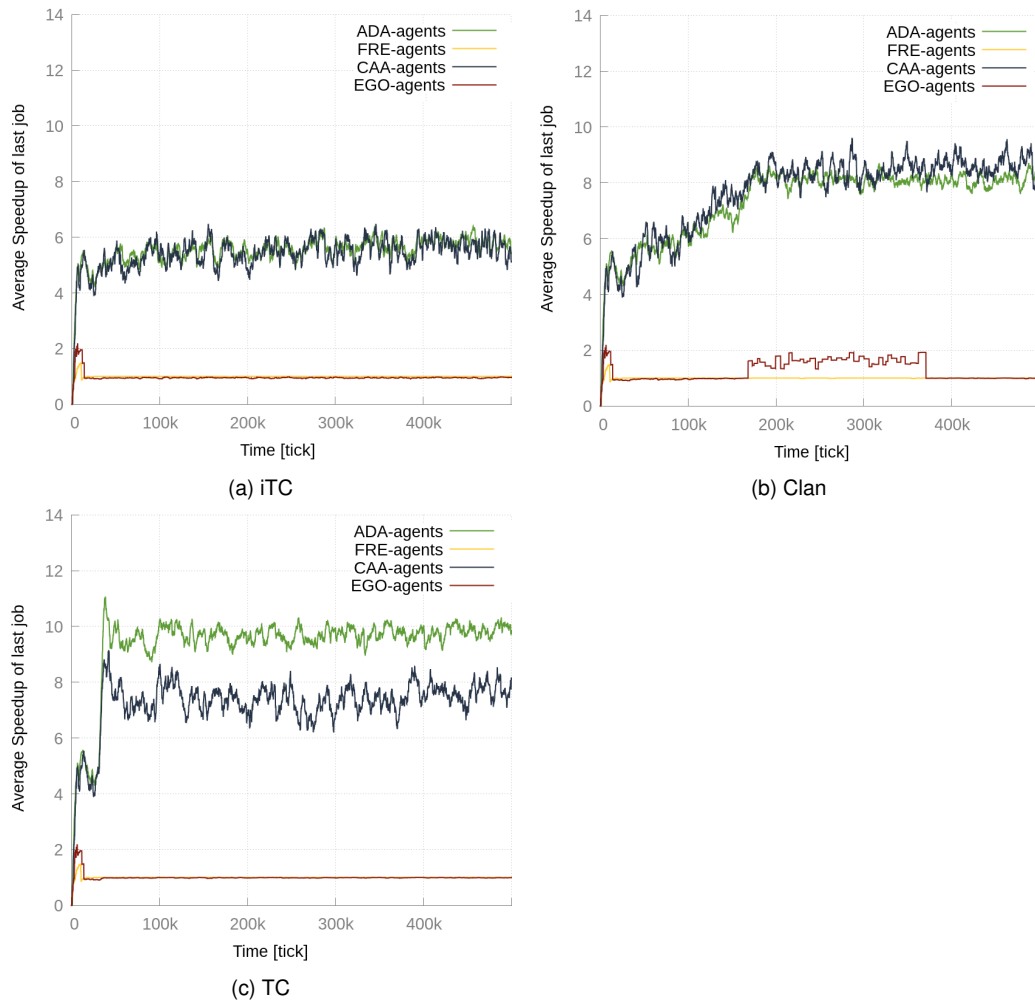 14
12
10
8
6
4
2
0
Average Speedup of last job
ADA-agents
FRE-agents
CAA-agents
EGO-agents
0 100k 200k 300k 400k
Time [tick]
(a) iTC
14
12
10
8
6
4
2
0
Average Speedup of last job
ADA-agents
FRE-agents
CAA-agents
EGO-agents
0 100k 200k 300k 400k
Time [tick]
(b) Clan
14
12
10
8
6
4
2
0
Average Speedup of last job
ADA-agents
FRE-agents
CAA-agents
EGO-agents
0 100k 200k 300k 400k
Time [tick]
(c) TC